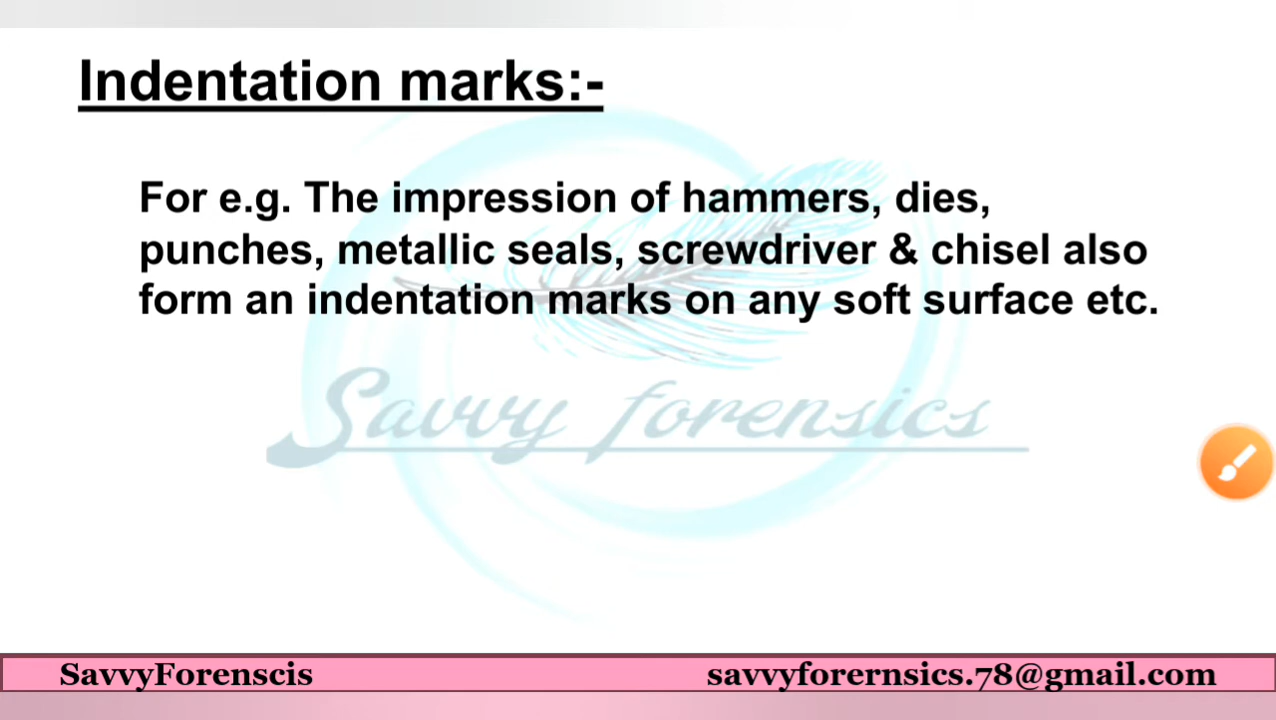 Indentation marks:-
For e.g. The impression of hammers, dies,
punches, metallic seals, screwdriver & chisel also
form an indentation marks on any soft surface etc.
Savvy forensics
SavvyForenscis savvyforernsics.78@gmail.com